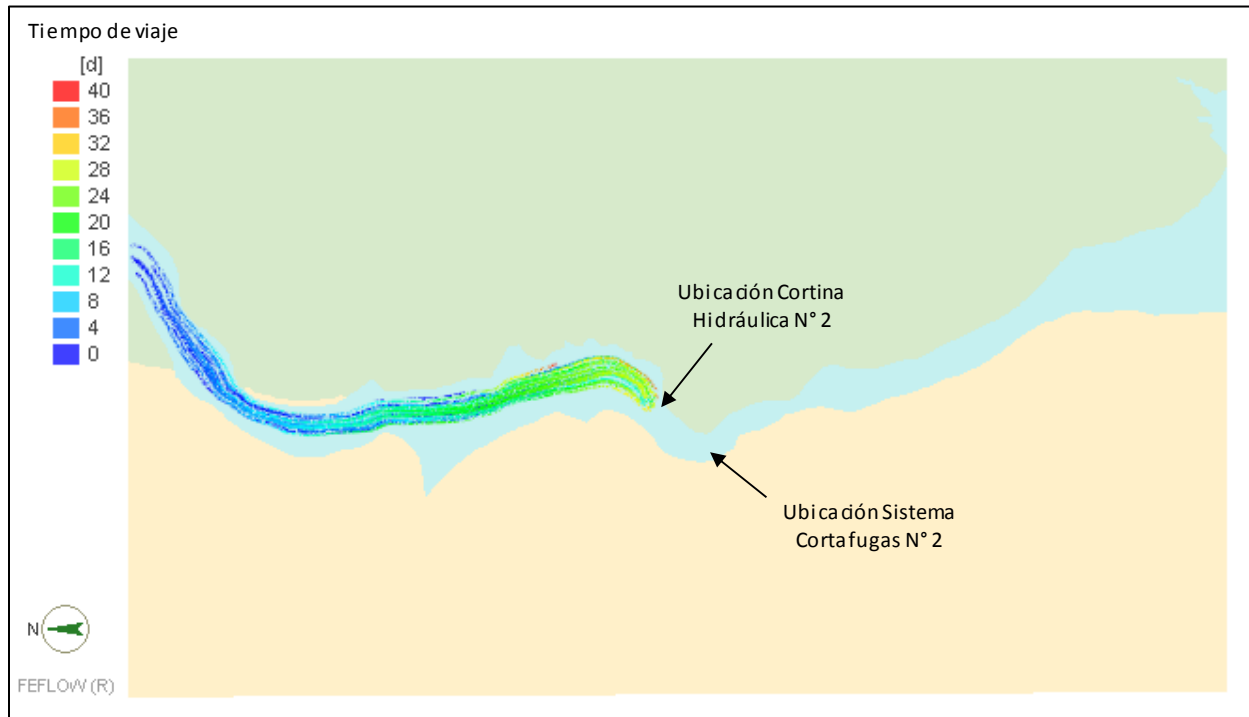 Tiempo de viaje
[d]
40
36
32
28
24
20
16
12
8
4
0
Ubicación Cortina
Hidráulica N° 2
Ubicación Sistema
Cortafugas N° 2
N
FEFLOW (R)